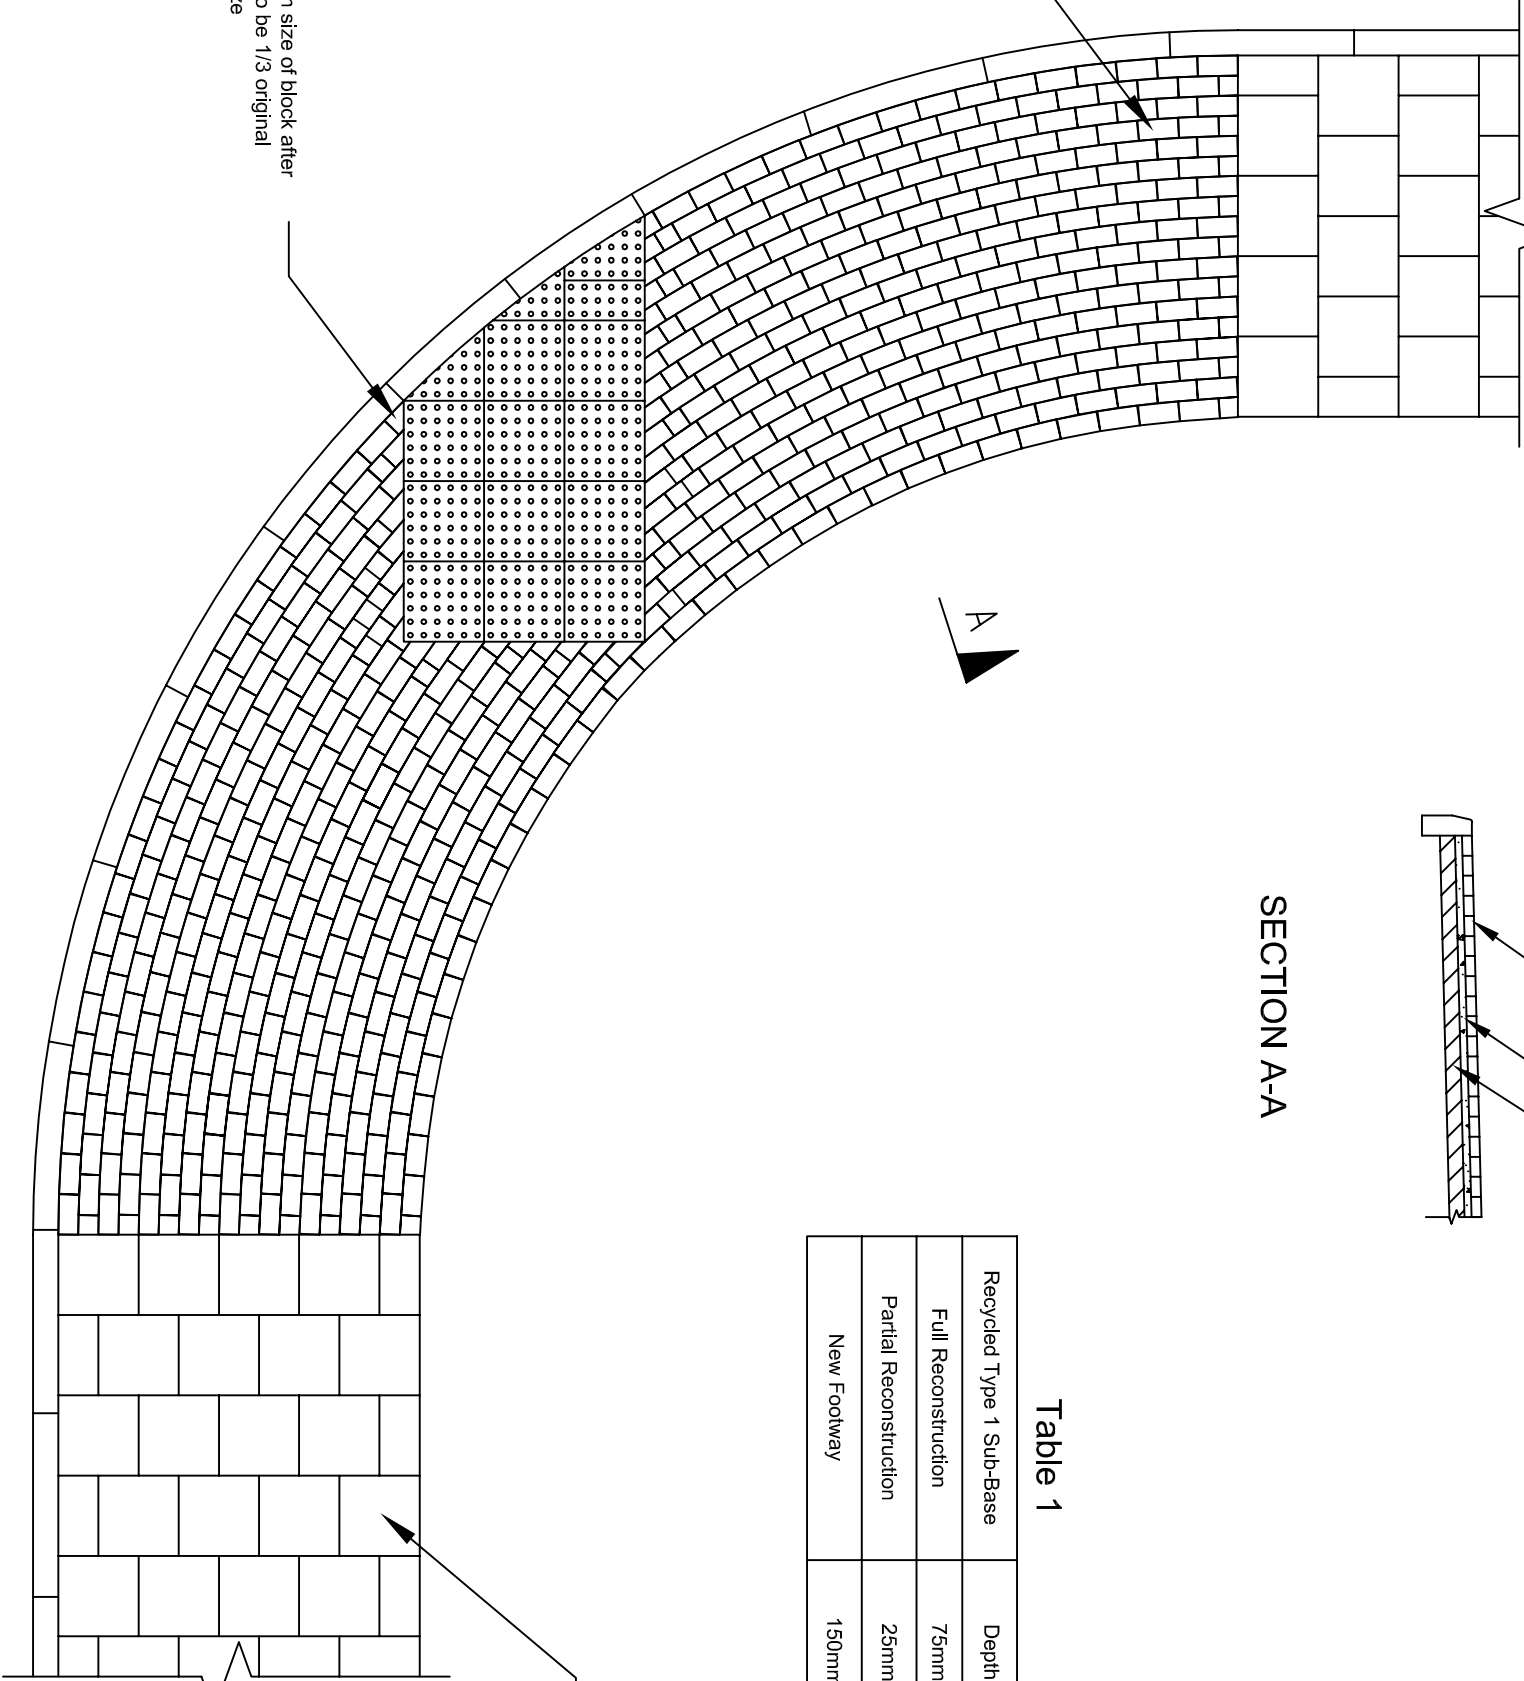 n size of block after
o be 1/3 original
ze
A
SECTION A-A
Table 1
Recycled Type 1 Sub-Base Depth
Full Reconstruction 75mm
Partial Reconstruction 25mm
New Footway 150mm